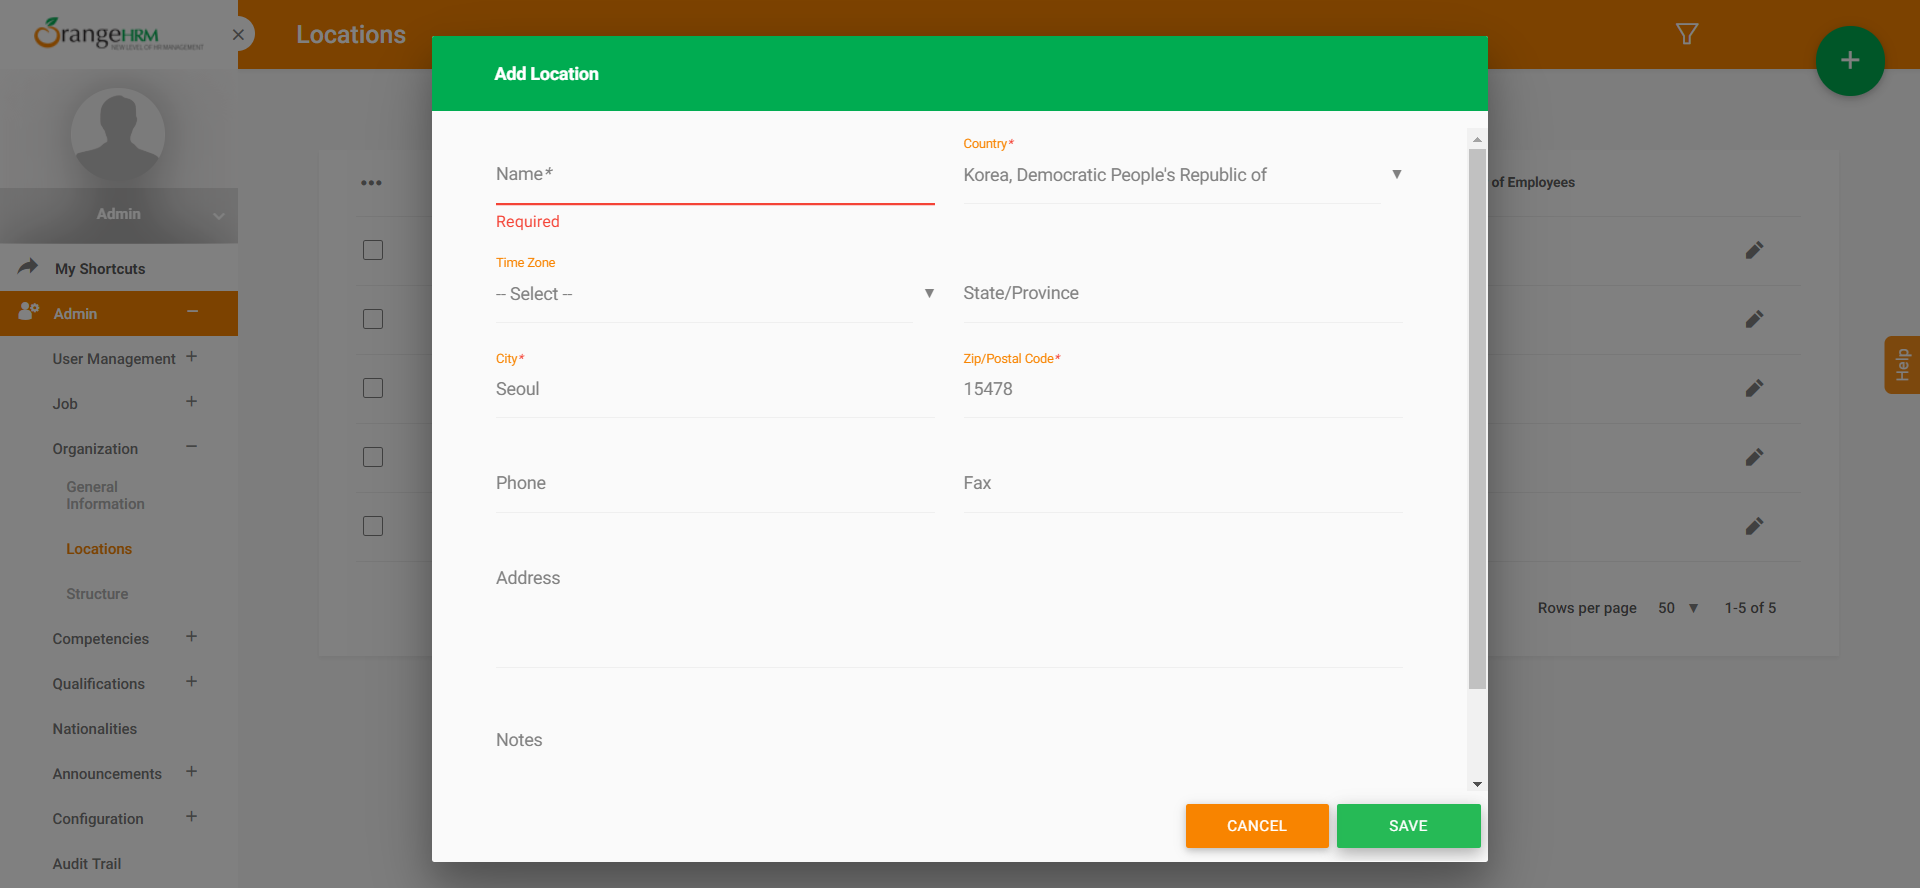 OrangeHRM
NEW LEVEL OF HR MANAGEMENT
Locations
Admin
My Shortcuts
Admin
User Management
Job
Organization
General
Information
Locations
Structure
Competencies
Qualifications
Nationalities
Announcements
Configuration
Audit Trail
Add Location
Name*
Required
Country*
Korea, Democratic People's Republic of
Time Zone
-- Select --
State/Province
City*
Seoul
Zip/Postal Code*
15478
Phone
Fax
Address
Notes
CANCEL
SAVE
of Employees
Rows per page 50 1-5 of 5
Help